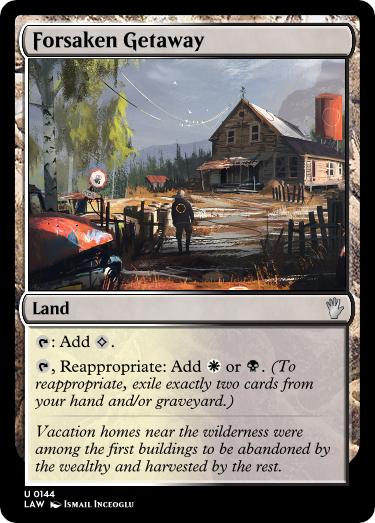 Forsaken Getaway
Land
: Add .
, Reappropriate: Add or . (To
reappropriate, exile exactly two cards from
your hand and/or graveyard.)
Vacation homes near the wilderness were
among the first buildings to be abandoned by
the wealthy and harvested by the rest.
U 0144
LAW Ismail Inceoglu